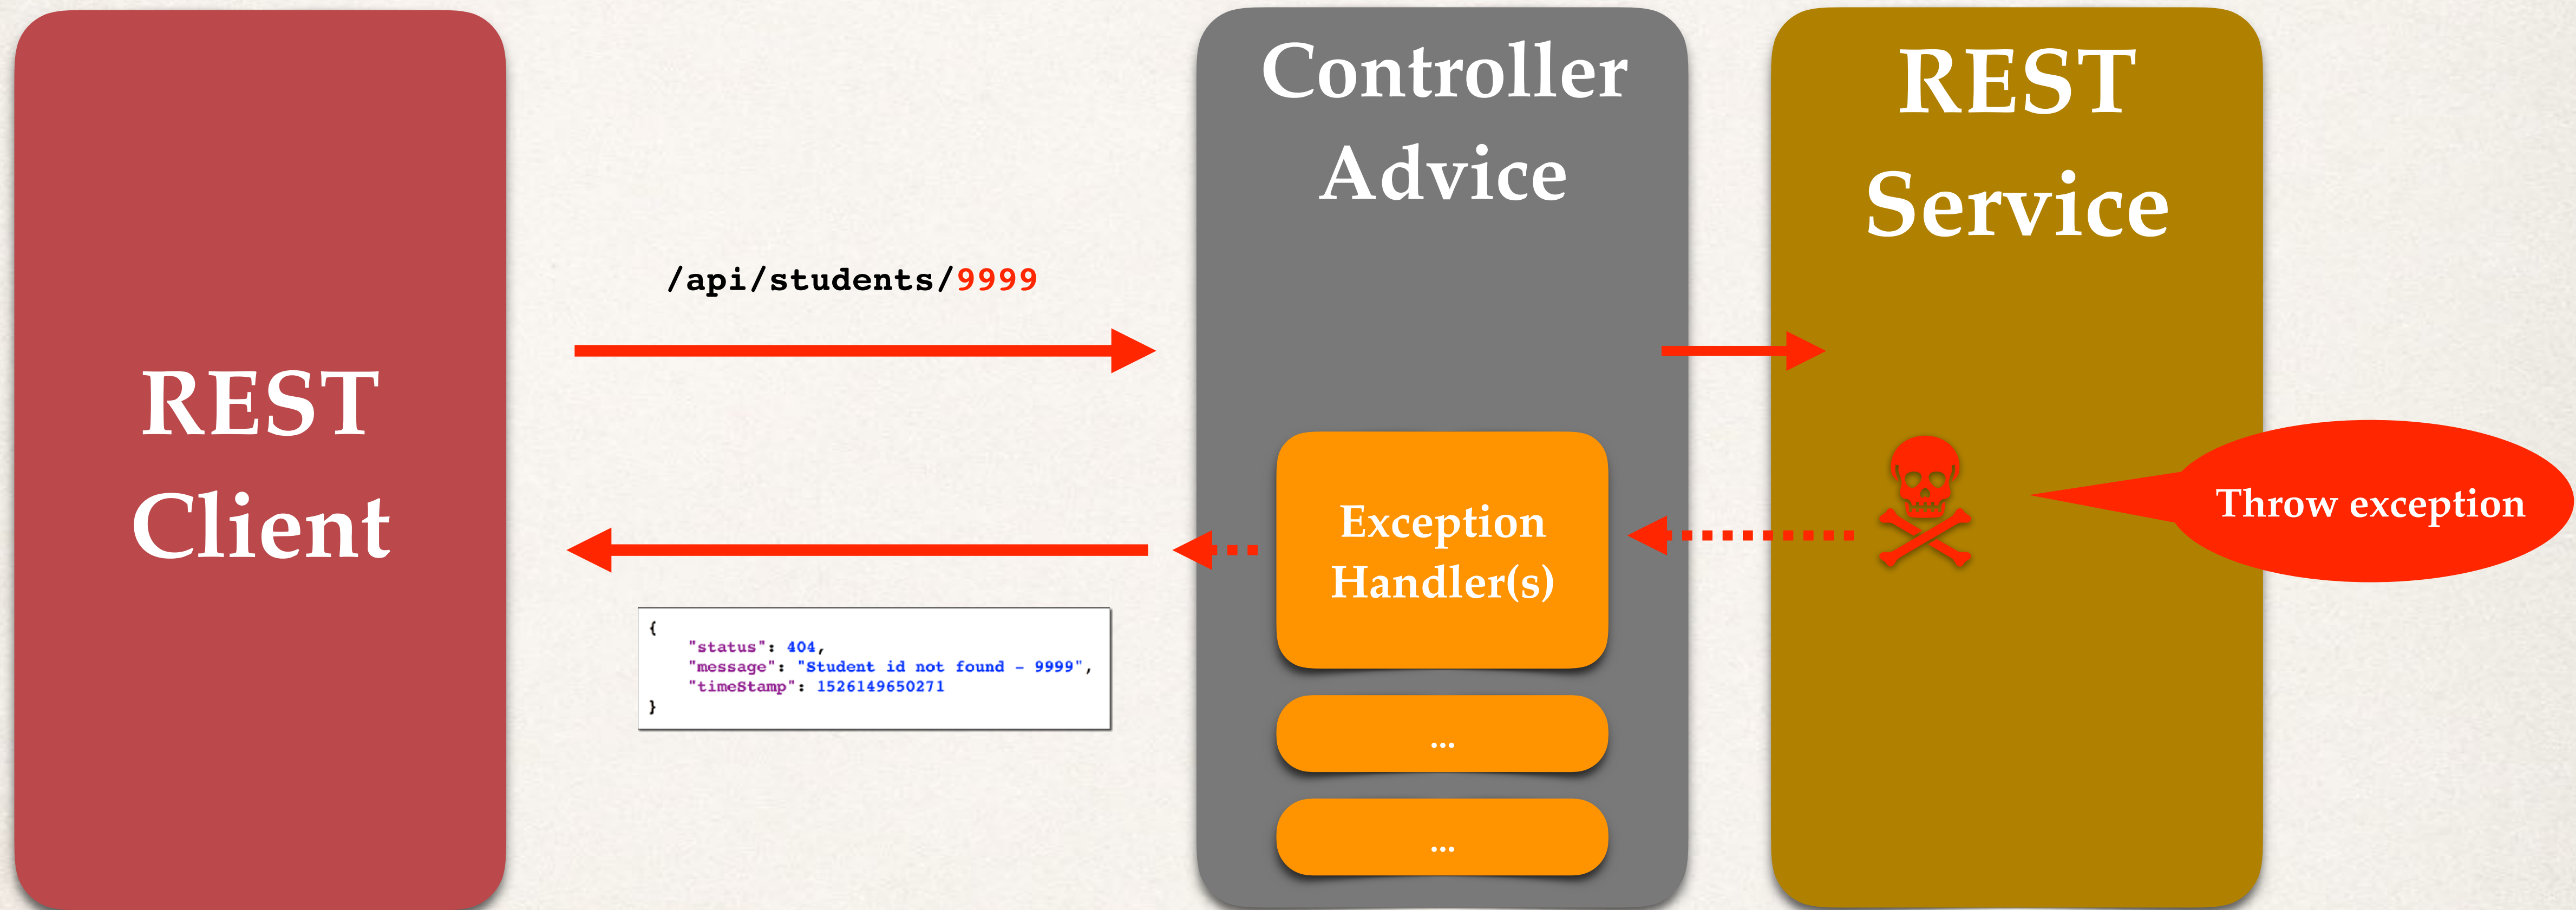 REST
Client
/api/students/9999
{
"status": 404,
"message": "Student id not found – 9999",
"timeStamp": 1526149650271
}
Controller
Advice
Exception
Handler(s)
...
...
REST
Service
Throw exception